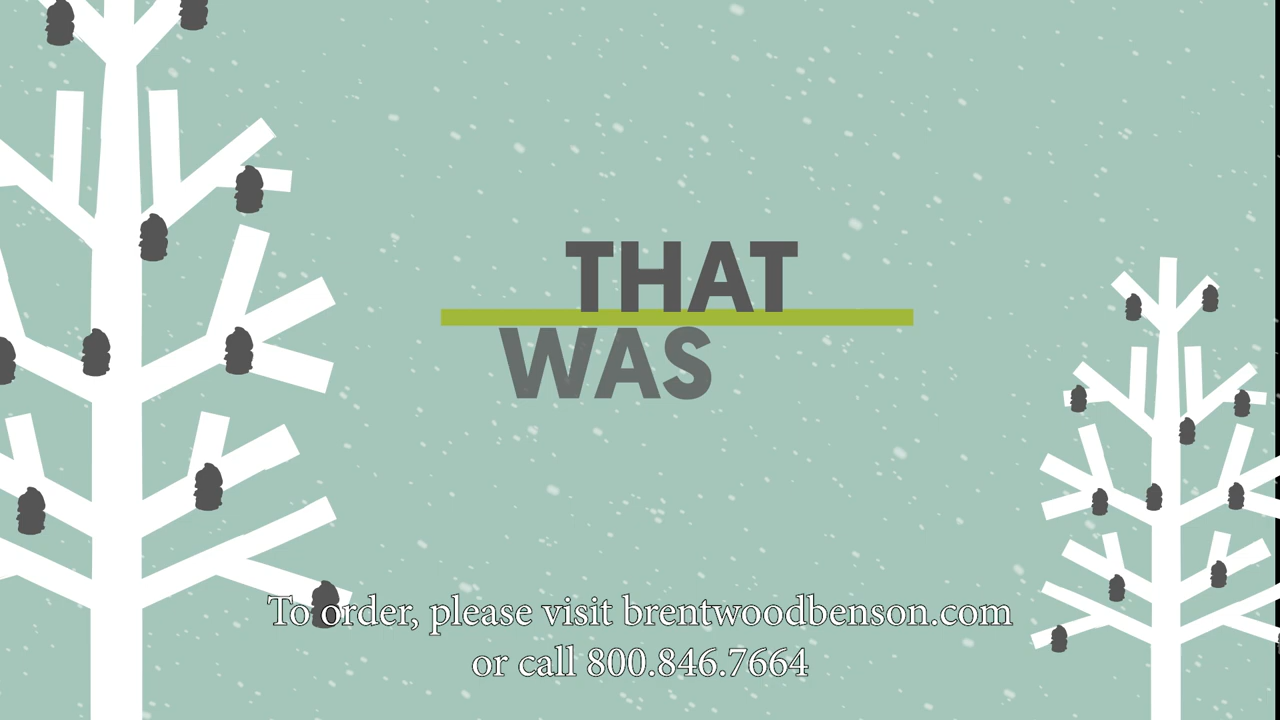 THAT
WAS
To order, please visit brentwoodbenson.com
or call 800.846.7664